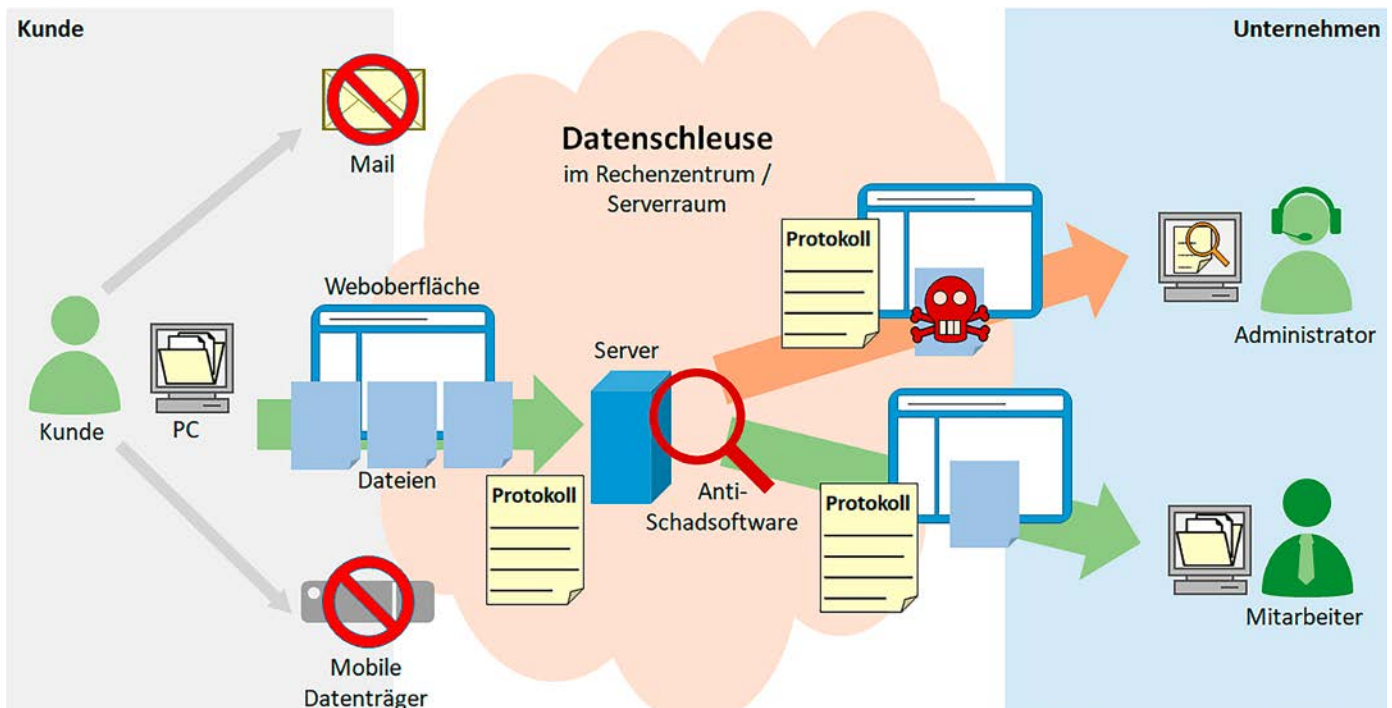 Kunde
Unternehmen
Mail
Datenschleuse
im Rechenzentrum /
Serverraum
Protokoll
Administrator
Weboberfläche
Server
Kunde
PC
Dateien
Protokoll
Anti-
Schadsoftware
Protokoll
Mitarbeiter
Mobile
Datenträger